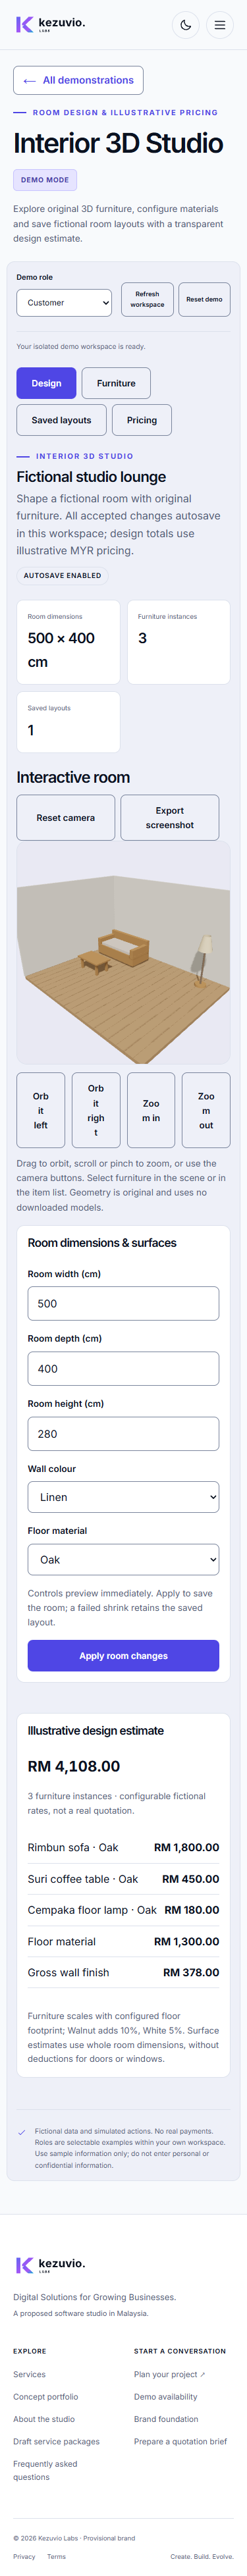 kezuvio.
LABS
← All demonstrations
ROOM DESIGN & ILLUSTRATIVE PRICING
Interior 3D Studio
DEMO MODE
Explore original 3D furniture, configure materials
and save fictional room layouts with a transparent
design estimate.
Demo role
Customer
Refresh
workspace
Reset demo
Your isolated demo workspace is ready.
Design
Furniture
Saved layouts
Pricing
INTERIOR 3D STUDIO
Fictional studio lounge
Shape a fictional room with original
furniture. All accepted changes autosave
in this workspace; design totals use
illustrative MYR pricing.
AUTOSAVE ENABLED
Room dimensions
500 × 400
cm
Furniture instances
3
Saved layouts
1
Interactive room
Reset camera
Export
screenshot
Orb
it
left
Orb
it
righ
t
Zoo
m in
Zoo
m
out
Drag to orbit, scroll or pinch to zoom, or use the
camera buttons. Select furniture in the scene or in
the item list. Geometry is original and uses no
downloaded models.
Room dimensions & surfaces
Room width (cm)
500
Room depth (cm)
400
Room height (cm)
280
Wall colour
Linen
Floor material
Oak
Controls preview immediately. Apply to save
the room; a failed shrink retains the saved
layout.
Apply room changes
Illustrative design estimate
RM 4,108.00
3 furniture instances · configurable fictional
rates, not a real quotation.
Rimbun sofa · Oak RM 1,800.00
Suri coffee table · Oak RM 450.00
Cempaka floor lamp · Oak RM 180.00
Floor material RM 1,300.00
Gross wall finish RM 378.00
Furniture scales with configured floor
footprint; Walnut adds 10%, White 5%. Surface
estimates use whole room dimensions, without
deductions for doors or windows.
Fictional data and simulated actions. No real payments.
Roles are selectable examples within your own workspace.
Use sample information only; do not enter personal or
confidential information.
kezuvio.
LABS
Digital Solutions for Growing Businesses.
A proposed software studio in Malaysia.
EXPLORE
Services
Concept portfolio
About the studio
Draft service packages
Frequently asked
questions
START A CONVERSATION
Plan your project ↗
Demo availability
Brand foundation
Prepare a quotation brief
© 2026 Kezuvio Labs · Provisional brand
Privacy Terms Create. Build. Evolve.